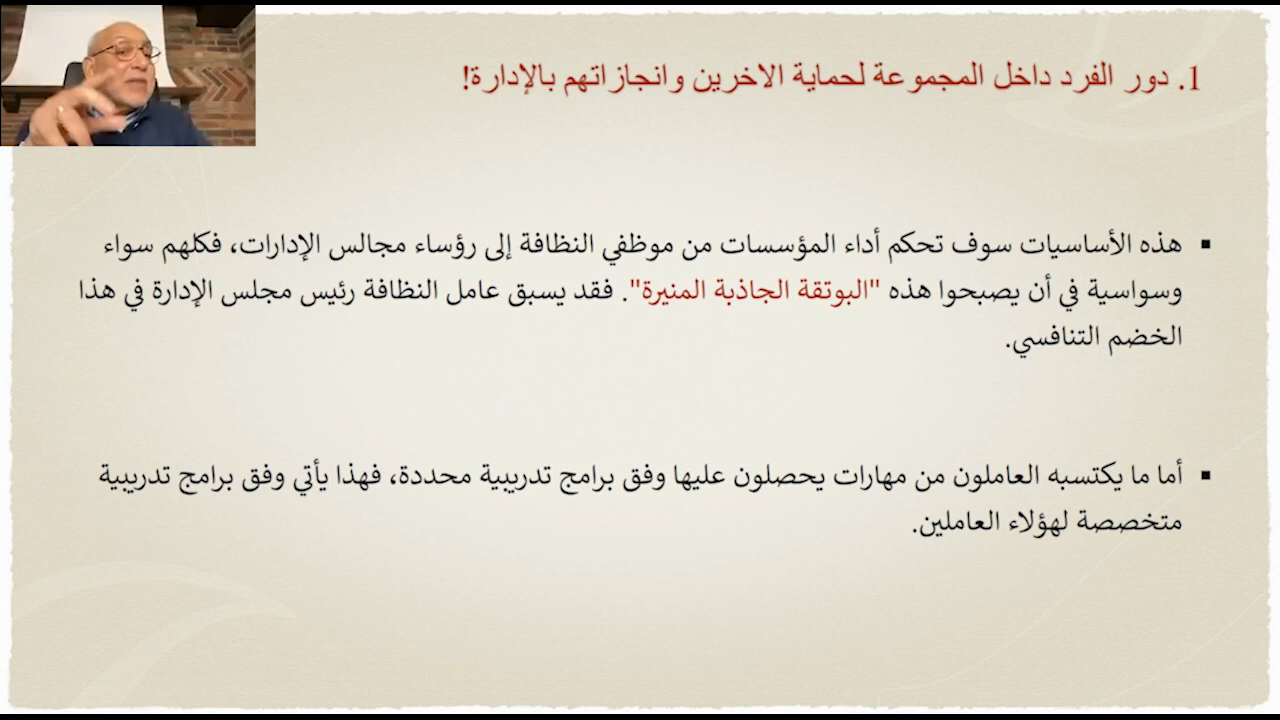 1. دور الفرد داخل المجموعة لحماية الاخرين وانجازاتهم بالإدارة!
▪ هذه الأساسيات سوف تحكم أداء المؤسسات من موظفي النظافة إلى رؤساء مجالس الإدارات، فكلهم سواء
وسواسية في أن يصبحوا هذه "البوتقة الجاذبة المنيرة". فقد يسبق عامل النظافة رئيس مجلس الإدارة في هذا
الخضم التنافسي.
▪ أما ما يكتسبه العاملون من مهارات يحصلون عليها وفق برامج تدريبية محددة، فهذا يأتي وفق برامج تدريبية
متخصصة لهؤلاء العاملين.